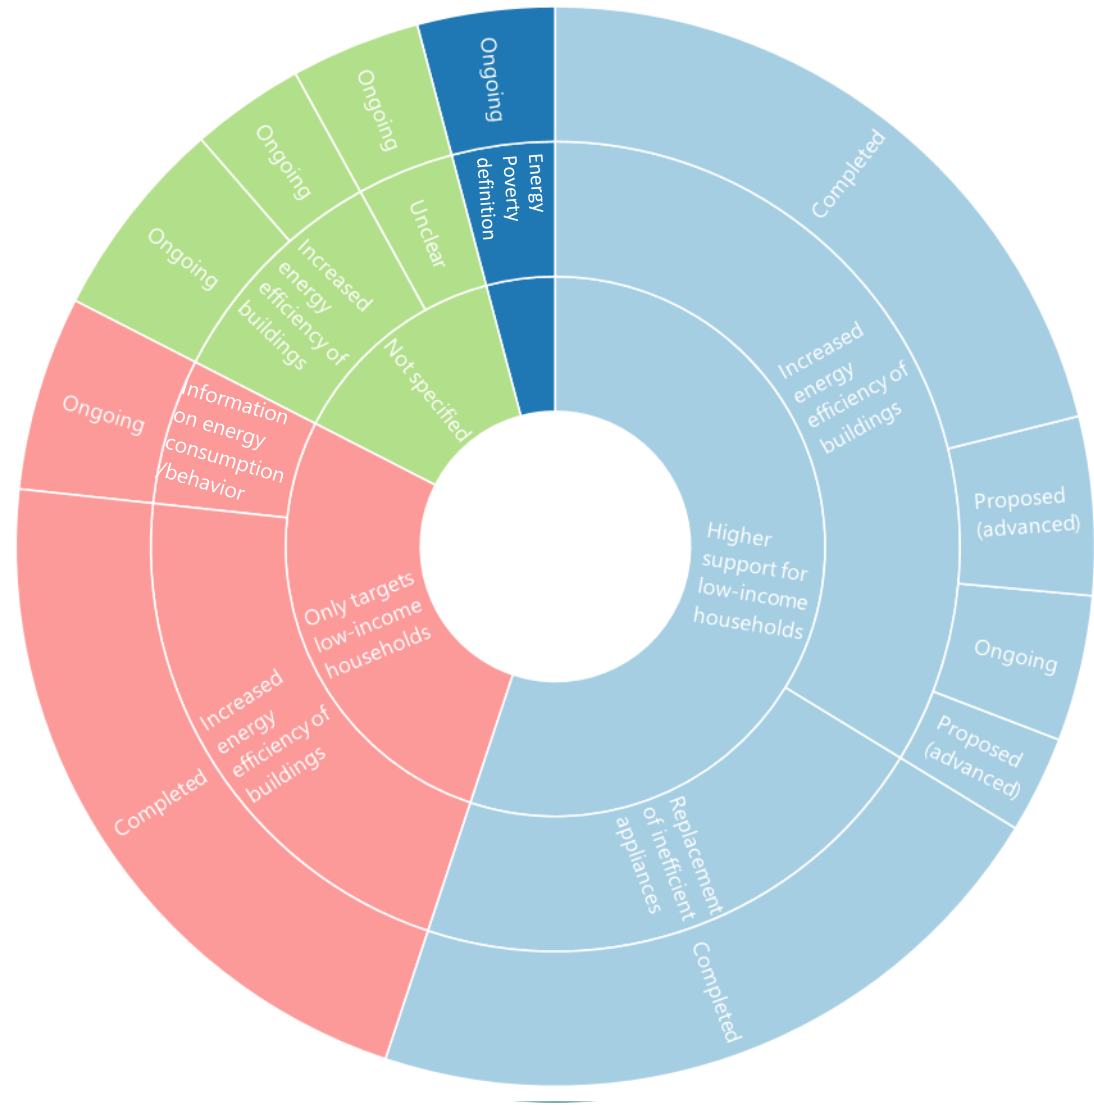 Completed
Increased
energy
efficiency of
buildings
Proposed
(advanced)
Ongoing
Proposed
(advanced)
Higher
support for
low-income
households
Replacement
of inefficient
appliances
Completed
Only targets
low-income
households
Increased
energy
efficiency of
buildings
Completed
Information
on energy
consumption
/behavior
Ongoing
Not specified
Increased
energy
efficiency of
buildings
Ongoing
Ongoing
Unclear
Ongoing
Energy
Poverty
definition
Ongoing